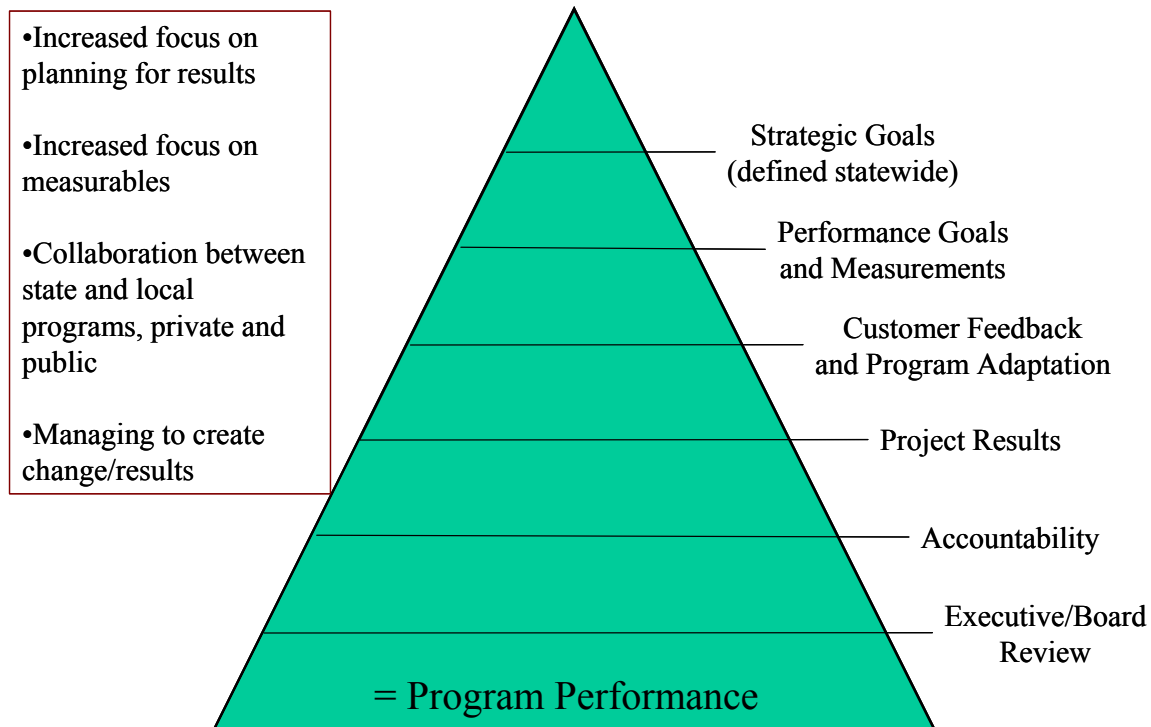 •Increased focus on
planning for results
•Increased focus on
measurables
•Collaboration between
state and local
programs, private and
public
•Managing to create
change/results
Strategic Goals
(defined statewide)
Performance Goals
and Measurements
Customer Feedback
and Program Adaptation
Project Results
Accountability
Executive/Board
Review
= Program Performance